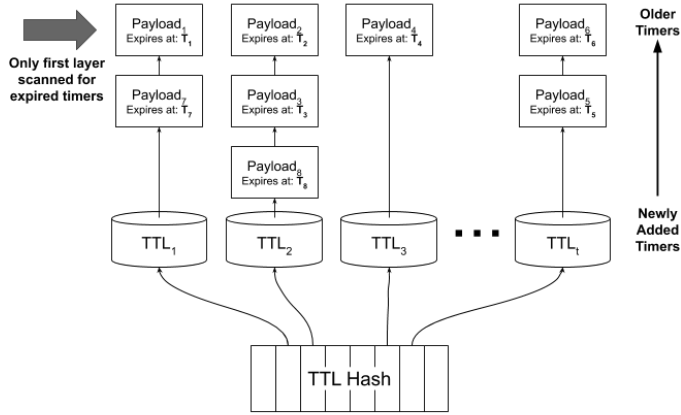 Payload1
Expires at: T1
Payload2
Expires at: T2
Payload4
Expires at: T4
Payload6
Expires at: T6
Older
Timers
Only first layer
scanned for
expired timers
Payload7
Expires at: T7
Payload3
Expires at: T3
Payload5
Expires at: T5
Payload8
Expires at: T8
Newly
Added
Timers
TTL1
TTL2
TTL3
TTLt
TTL Hash